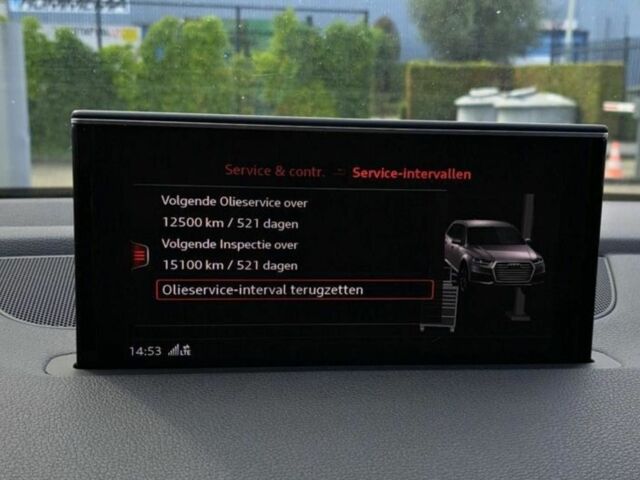 Service & contr.
Service-intervallen
Volgende Olieservice over
12500 km / 521 dagen
Volgende Inspectie over
15100 km / 521 dagen
Olieservice-interval terugzetten
14:53 LTE